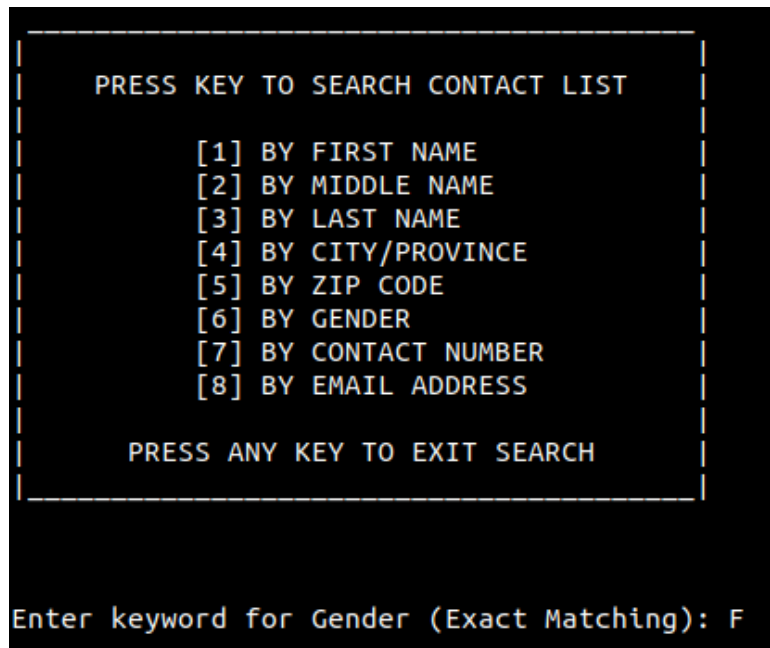 PRESS KEY TO SEARCH CONTACT LIST
[1] BY FIRST NAME
[2] BY MIDDLE NAME
[3] BY LAST NAME
[4] BY CITY/PROVINCE
[5] BY ZIP CODE
[6] BY GENDER
[7] BY CONTACT NUMBER
[8] BY EMAIL ADDRESS
PRESS ANY KEY TO EXIT SEARCH
Enter keyword for Gender (Exact Matching): F